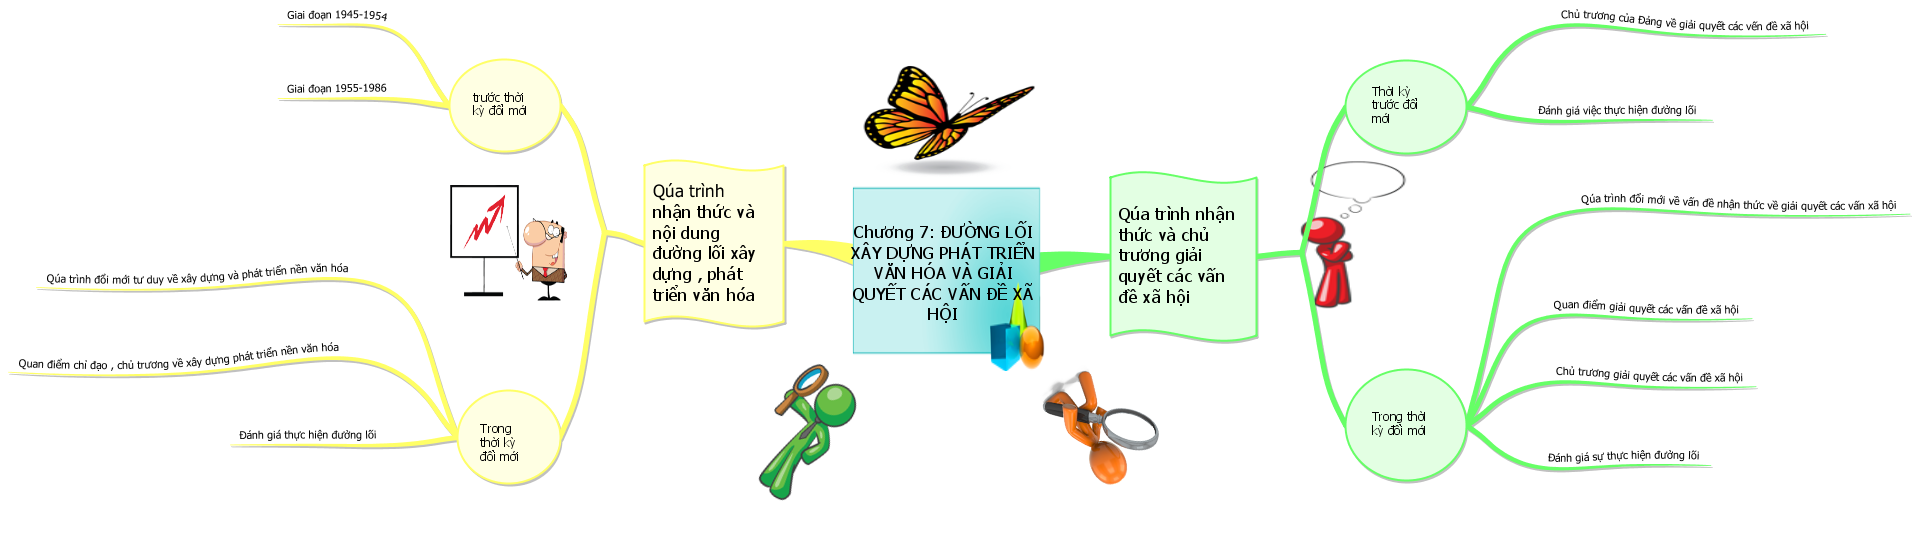 Chương 7: ĐƯỜNG LỐI
XÂY DỰNG PHÁT TRIỂN
VĂN HÓA VÀ GIẢI
QUYẾT CÁC VẤN ĐỀ XÃ
HỘI
Qúa trình
nhận thức và
nội dung
đường lối xây
dựng , phát
triển văn hóa
trước thời
kỳ đổi mới
Giai đoạn 1945-1954
Giai đoạn 1955-1986
Trong
thời kỳ
đổi mới
Qúa trình đổi mới tư duy về xây dựng và phát triển nền văn hóa
Quan điểm chỉ đạo , chủ trương về xây dựng phát triển nền văn hóa
Đánh giá thực hiện đường lối
Qúa trình nhận
thức và chủ
trương giải
quyết các vấn
đề xã hội
Thời kỳ
trước đổi
mới
Chủ trương của Đảng về giải quyết các vấn đề xã hội
Đánh giá việc thực hiện đường lối
Trong thời
kỳ đổi mới
Qúa trình đổi mới về vấn đề nhận thức về giải quyết các vấn xã hội
Quan điểm giải quyết các vấn đề xã hội
Chủ trương giải quyết các vấn đề xã hội
Đánh giá sự thực hiện đường lối